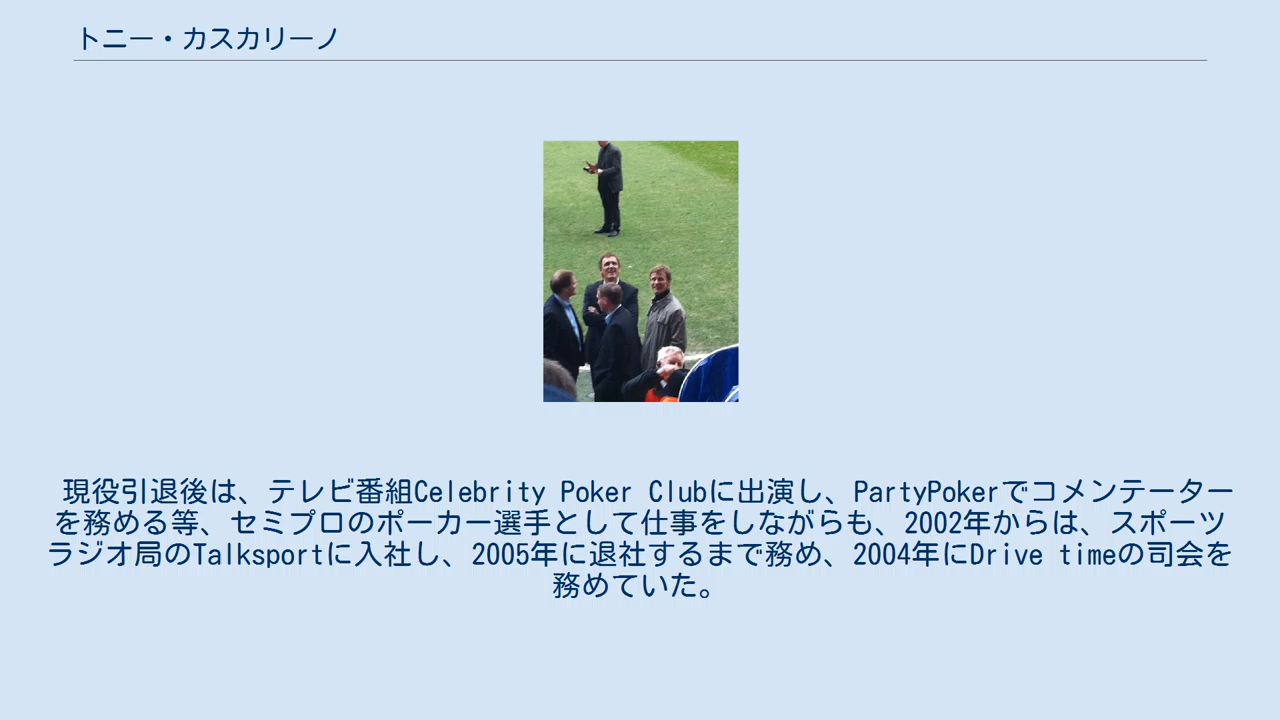 トニー・カスカリーノ
現役引退後は、テレビ番組Celebrity Poker Clubに出演し、PartyPokerでコメンテーター
を務める等、セミプロのポーカー選手として仕事をしながらも、2002年からは、スポーツ
ラジオ局のTalksportに入社し、2005年に退社するまで務め、2004年にDrive timeの司会を
務めていた。